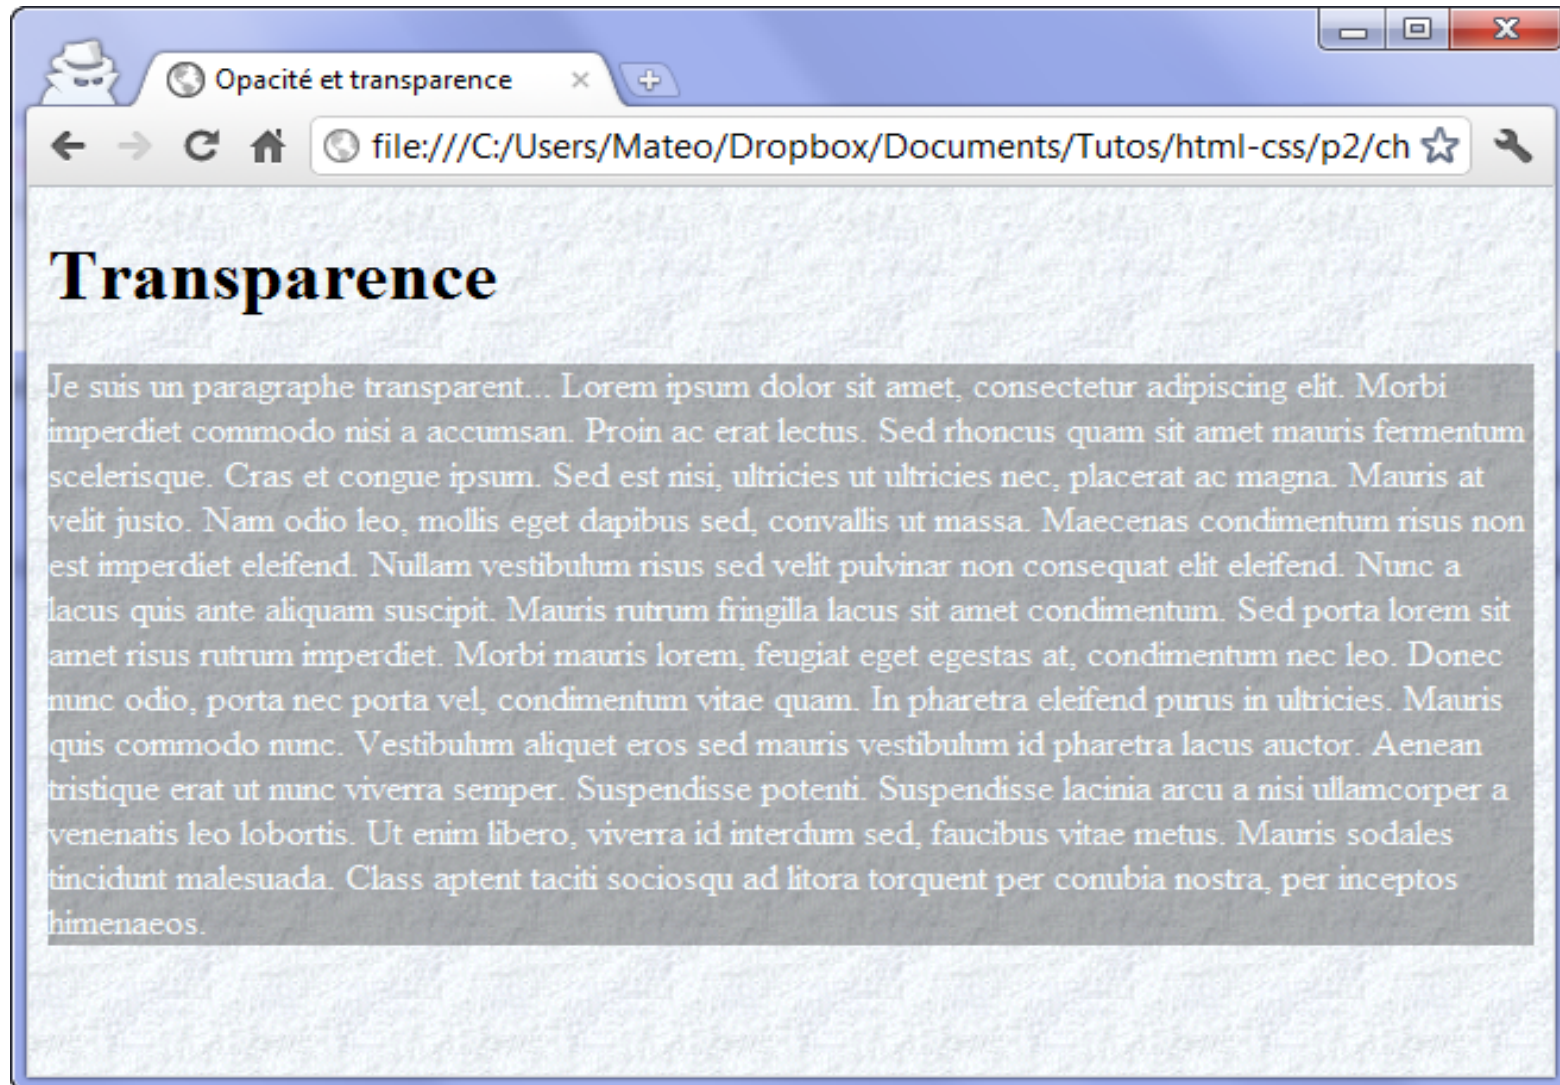 Opacité et transparence
file:///C:/Users/Mateo/Dropbox/Documents/Tutos/html-css/p2/ch
Transparence
Je suis un paragraphe transparent... Lorem ipsum dolor sit amet, consectetur adipiscing elit. Morbi
imperdiet commodo nisi a accumsan. Proin ac erat lectus. Sed rhoncus quam sit amet mauris fermentum
scelerisque. Cras et congue ipsum. Sed est nisi, ultricies ut ultricies nec, placerat ac magna. Mauris at
velit justo. Nam odio leo, mollis eget dapibus sed, convallis ut massa. Maecenas condimentum risus non
est imperdiet eleifend. Nullam vestibulum risus sed velit pulvinar non consequat elit eleifend. Nunc a
lacus quis ante aliquam suscipit. Mauris rutrum fringilla lacus sit amet condimentum. Sed porta lorem sit
amet risus rutrum imperdiet. Morbi mauris lorem, feugiat eget egestas at, condimentum nec leo. Donec
nunc odio, porta nec porta vel, condimentum vitae quam. In pharetra eleifend purus in ultricies. Mauris
quis commodo nunc. Vestibulum aliquet eros sed mauris vestibulum id pharetra lacus auctor. Aenean
tristique erat ut nunc viverra semper. Suspendisse potenti. Suspendisse lacinia arcu a nisi ullamcorper a
venenatis leo lobortis. Ut enim libero, viverra id interdum sed, faucibus vitae metus. Mauris sodales
tincidunt malesuada. Class aptent taciti sociosqu ad litora torquent per conubia nostra, per inceptos
himenaeos.